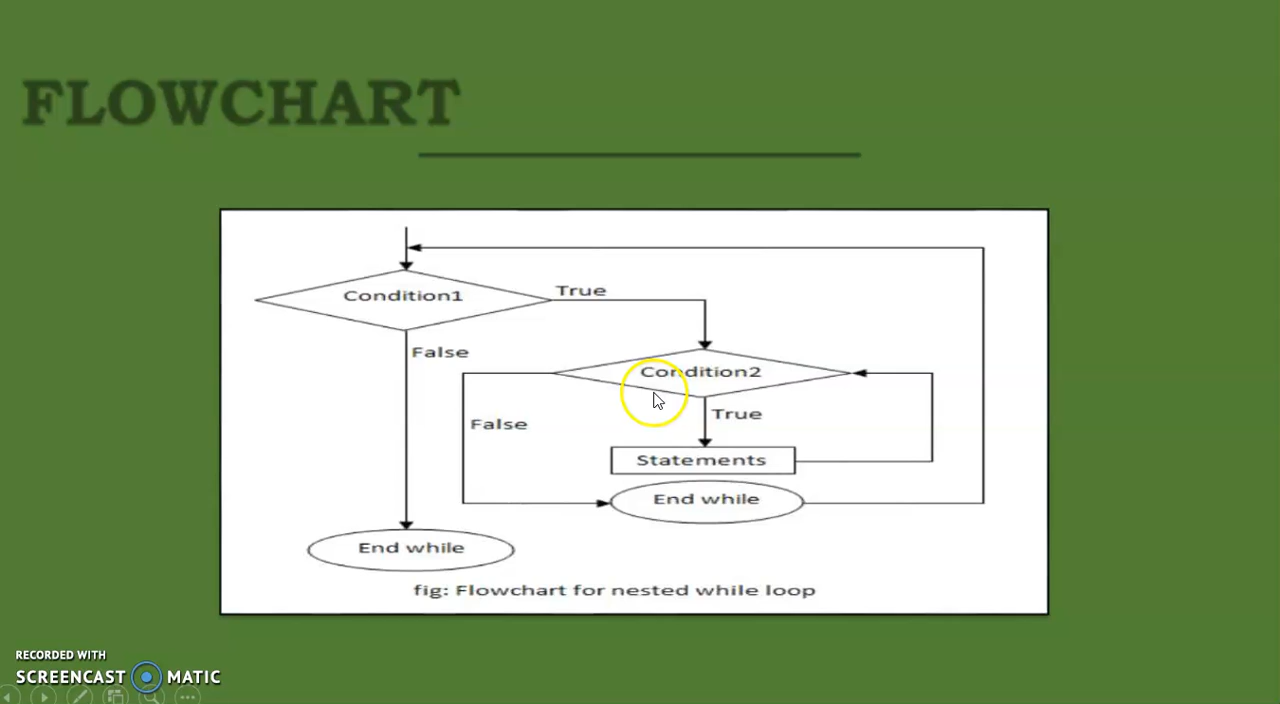 FLOWCHART
Condition1
True
False
Condition2
True
False
Statements
End while
End while
fig: Flowchart for nested while loop
RECORDED WITH
SCREENCAST MATIC